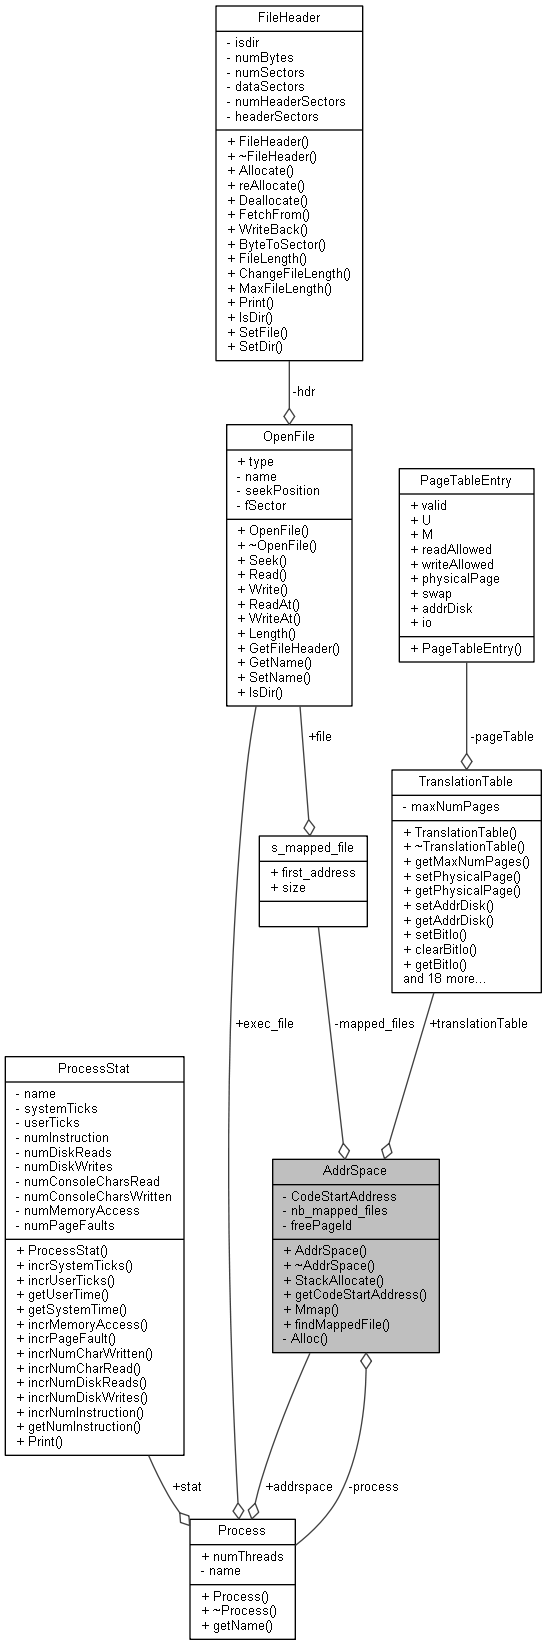 FileHeader
- isdir
- numBytes
- numSectors
- dataSectors
- numHeaderSectors
- headerSectors
+ FileHeader()
+ ~FileHeader()
+ Allocate()
+ reAllocate()
+ Deallocate()
+ FetchFrom()
+ WriteBack()
+ ByteToSector()
+ FileLength()
+ ChangeFileLength()
+ MaxFileLength()
+ Print()
+ IsDir()
+ SetFile()
+ SetDir()
-hdr
OpenFile
+ type
- name
- seekPosition
- fSector
+ OpenFile()
+ ~OpenFile()
+ Seek()
+ Read()
+ Write()
+ ReadAt()
+ WriteAt()
+ Length()
+ GetFileHeader()
+ GetName()
+ SetName()
+ IsDir()
PageTableEntry
+ valid
+ U
+ M
+ readAllowed
+ writeAllowed
+ physicalPage
+ swap
+ addrDisk
+ io
+ PageTableEntry()
+file
-pageTable
s_mapped_file
+ first_address
+ size
TranslationTable
- maxNumPages
+ TranslationTable()
+ ~TranslationTable()
+ getMaxNumPages()
+ setPhysicalPage()
+ getPhysicalPage()
+ setAddrDisk()
+ getAddrDisk()
+ setBitIo()
+ clearBitIo()
+ getBitIo()
and 18 more...
+exec_file
-mapped_files
+translationTable
ProcessStat
- name
- systemTicks
- userTicks
- numInstruction
- numDiskReads
- numDiskWrites
- numConsoleCharsRead
- numConsoleCharsWritten
- numMemoryAccess
- numPageFaults
+ ProcessStat()
+ incrSystemTicks()
+ incrUserTicks()
+ getUserTime()
+ getSystemTime()
+ incrMemoryAccess()
+ incrPageFault()
+ incrNumCharWritten()
+ incrNumCharRead()
+ incrNumDiskReads()
+ incrNumDiskWrites()
+ incrNumInstruction()
+ getNumInstruction()
+ Print()
AddrSpace
- CodeStartAddress
- nb_mapped_files
- freePageId
+ AddrSpace()
+ ~AddrSpace()
+ StackAllocate()
+ getCodeStartAddress()
+ Mmap()
+ findMappedFile()
- Alloc()
+stat
+addrspace
-process
Process
+ numThreads
- name
+ Process()
+ ~Process()
+ getName()